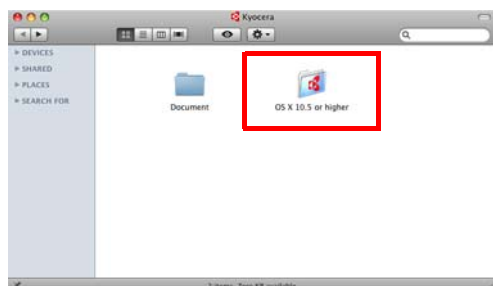 Kyocera
DEVICES
SHARED
PLACES
SEARCH FOR
Document
OS X 10.5 or higher